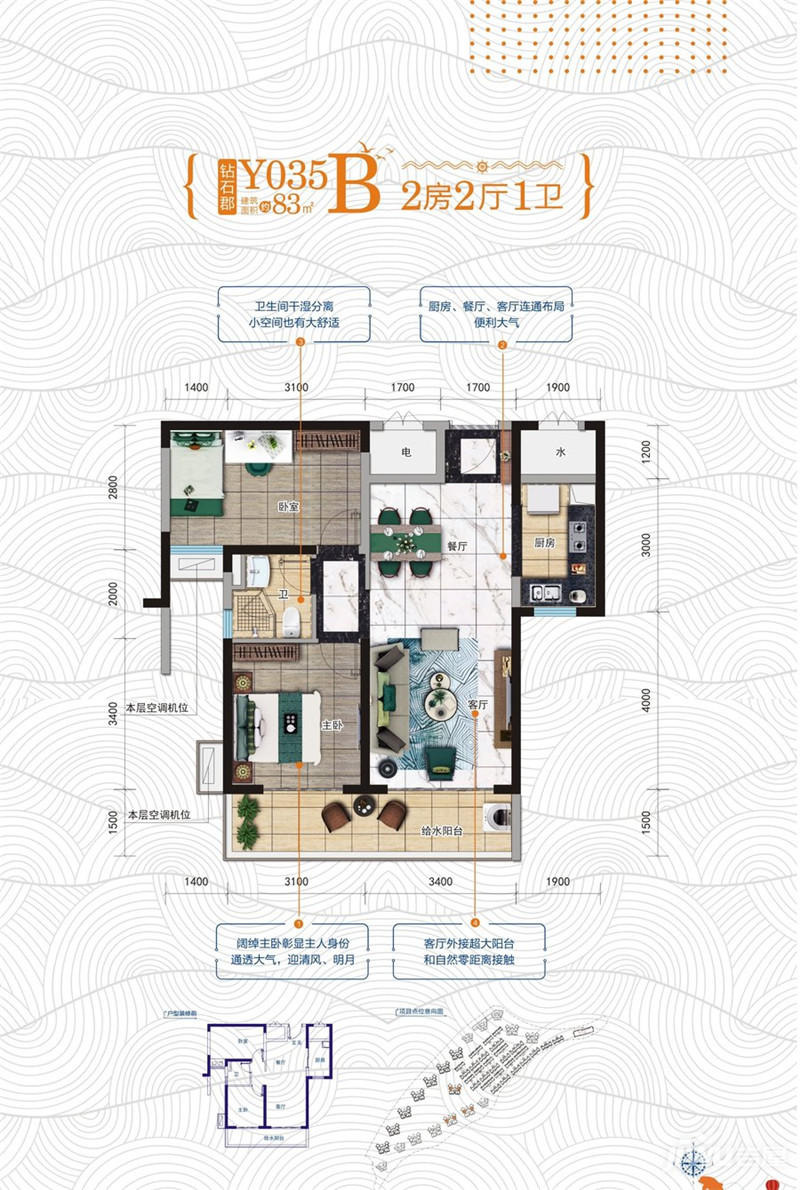 钻石郡
Y035
建筑面积
约83㎡
B
2房2厅1卫
卫生间干湿分离
小空间也有大舒适
3
厨房、餐厅、客厅连通布局
便利大气
2
1400 3100 1700 1700 1900
2800
2000
3400
1500
1200
3000
4000
1500
电
水
卧室
餐厅
厨房
卫
主卧
客厅
本层空调机位
本层空调机位
给水阳台
1400 3100 3400 1900
1
阔绰主卧彰显主人身份
通透大气，迎清风、明月
4
客厅外接超大阳台
和自然零距离接触
户型装修图
项目点位意向图
卧室
玄关
餐厅
厨房
卫
主卧
客厅
给水阳台